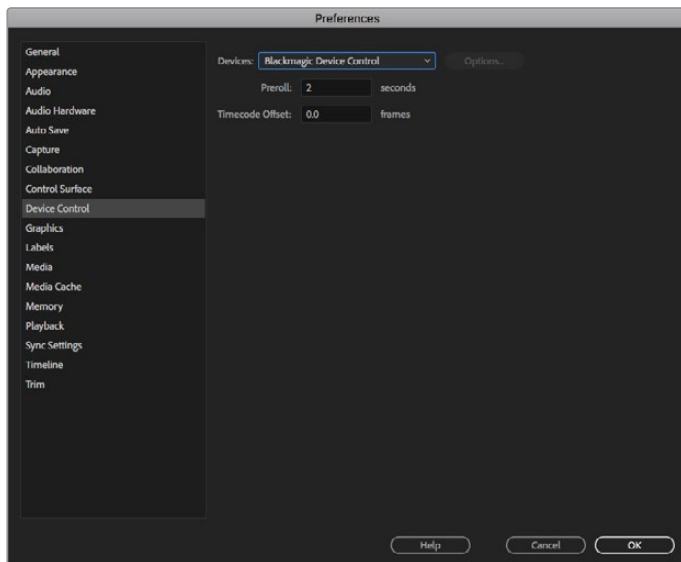 Preferences
General
Appearance
Audio
Audio Hardware
Auto Save
Capture
Collaboration
Control Surface
Device Control
Graphics
Labels
Media
Media Cache
Memory
Playback
Sync Settings
Timeline
Trim
Devices: Blackmagic Device Control Options...
Preroll: 2 seconds
Timecode Offset: 0.0 frames
Help Cancel OK